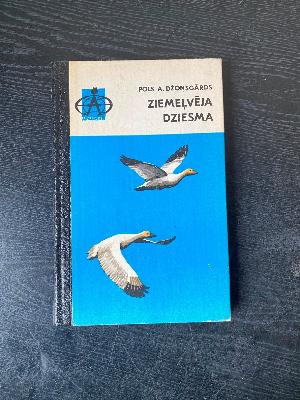 POLS A. DŽONSGĀRDS
ZIEMEĻVĒJA
DZIESMA